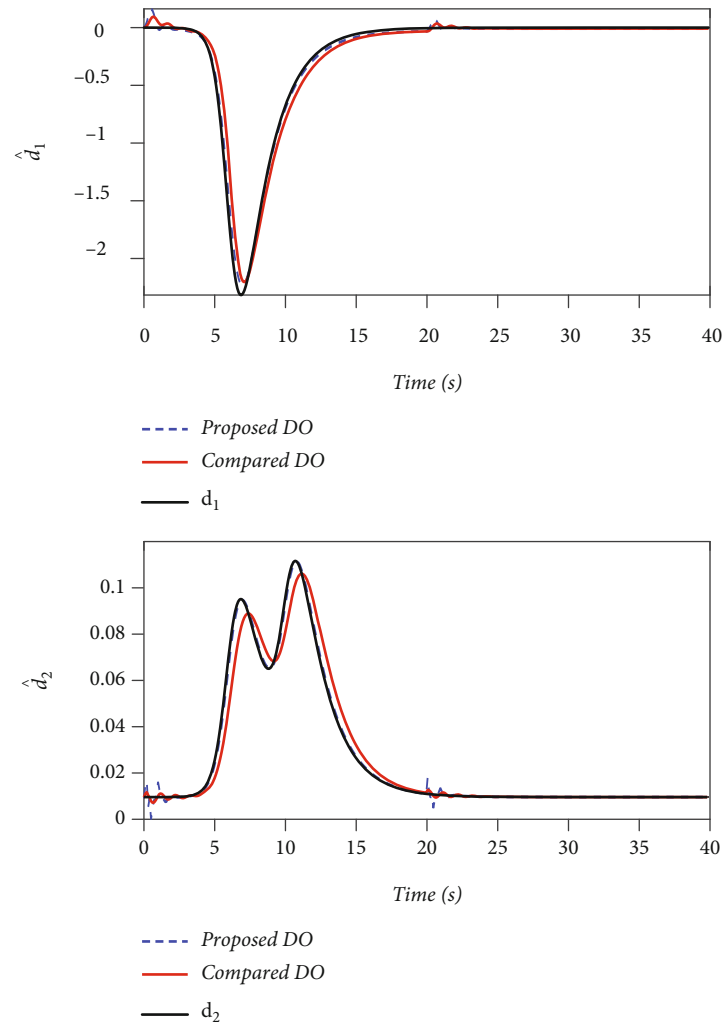 0
–0.5
–1
–1.5
–2
d̂1
0 5 10 15 20 25 30 35 40
Time (s)
Proposed DO
Compared DO
d1
0.1
0.08
0.06
0.04
0.02
0
d̂2
0 5 10 15 20 25 30 35 40
Time (s)
Proposed DO
Compared DO
d2